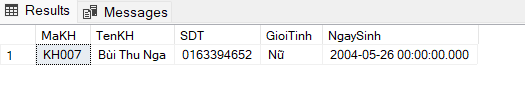 Results Messages
MaKH TenKH SDT GioiTinh NgaySinh
1 KH007 Bùi Thu Nga 0163394652 Nữ 2004-05-26 00:00:00.000